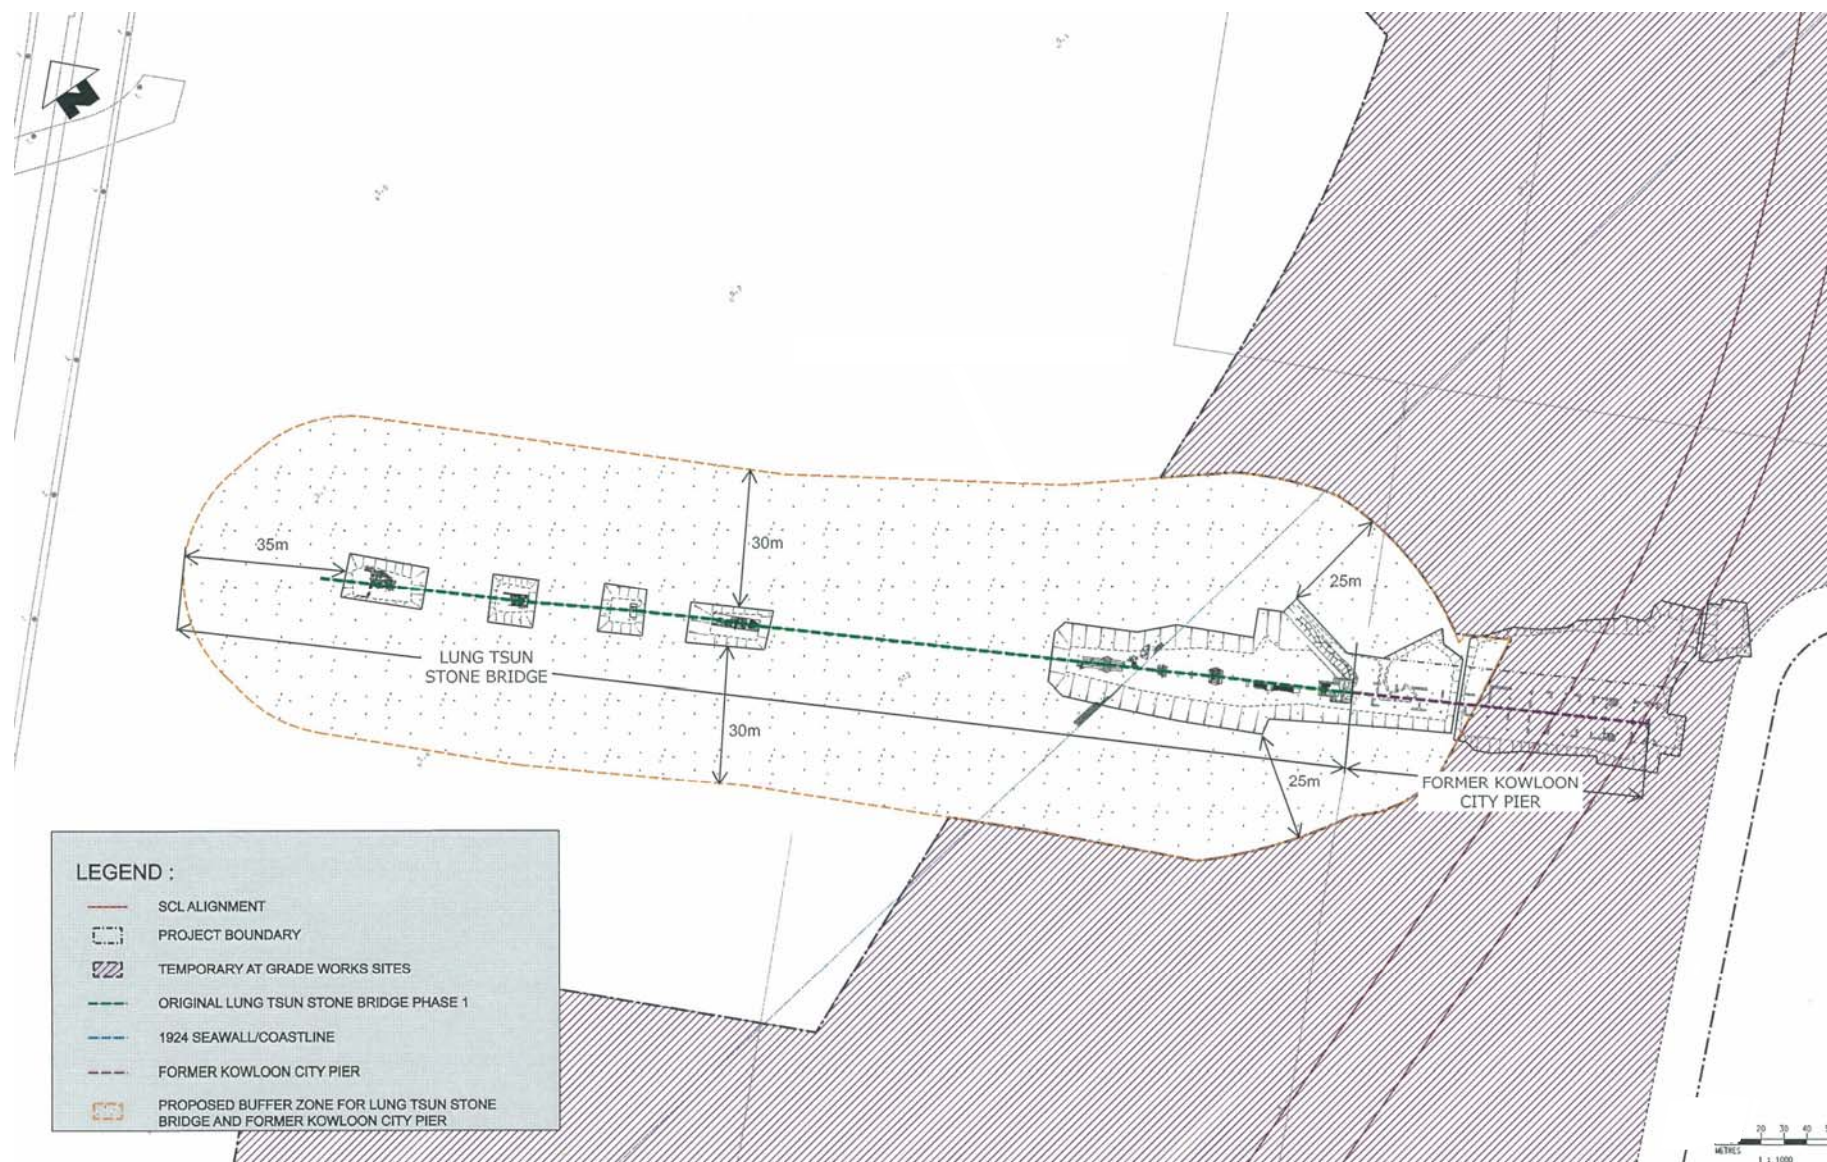 N
35m
30m
25m
LUNG TSUN
STONE BRIDGE
30m
25m
FORMER KOWLOON
CITY PIER
LEGEND :
SCL ALIGNMENT
PROJECT BOUNDARY
TEMPORARY AT GRADE WORKS SITES
ORIGINAL LUNG TSUN STONE BRIDGE PHASE 1
1924 SEAWALL/COASTLINE
FORMER KOWLOON CITY PIER
PROPOSED BUFFER ZONE FOR LUNG TSUN STONE
BRIDGE AND FORMER KOWLOON CITY PIER
20 30 40
METRES
1 : 1000